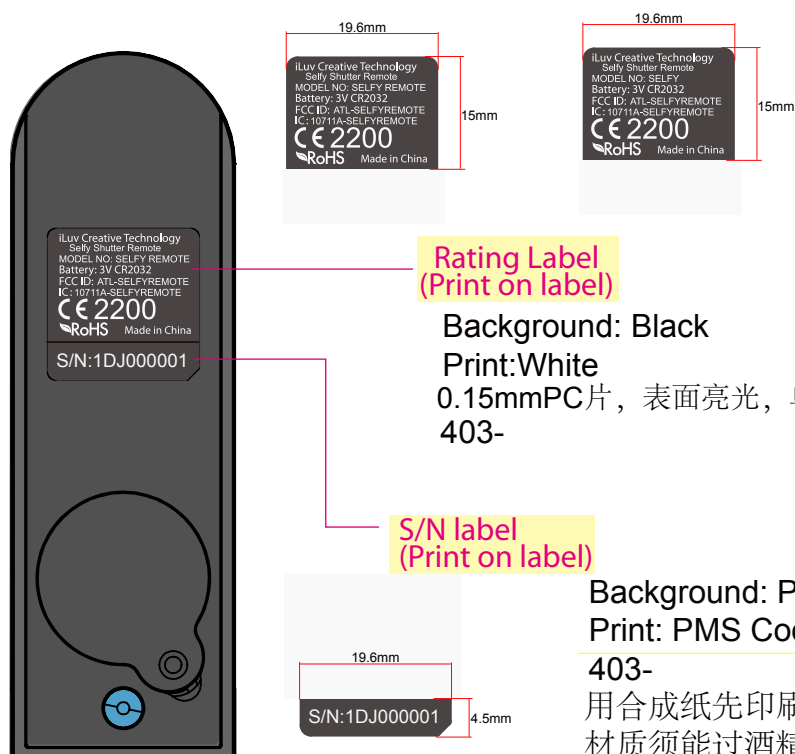 19.6mm
iLuv Creative Technology
Selfy Shutter Remote
MODEL NO: SELFY REMOTE
Battery: 3V CR2032
FCC ID: ATL-SELFYREMOTE
IC: 10711A-SELFYREMOTE
CE2200
RoHS Made in China
15mm
19.6mm
iLuv Creative Technology
Selfy Shutter Remote
MODEL NO: SELFY
Battery: 3V CR2032
FCC ID: ATL-SELFYREMOTE
IC: 10711A-SELFYREMOTE
CE2200
RoHS Made in China
15mm
iLuv Creative Technology
Selfy Shutter Remote
MODEL NO: SELFY REMOTE
Battery: 3V CR2032
FCC ID: ATL-SELFYREMOTE
IC: 10711A-SELFYREMOTE
CE2200
RoHS Made in China
S/N:1DJ000001
Rating Label
(Print on label)
Background: Black
Print:White
0.15mmPC片，表面亮光，
403-
S/N label
(Print on label)
Background: P
Print: PMS Coo
403-
用合成纸先印刷
材质须能过酒精
19.6mm
S/N:1DJ000001
4.5mm